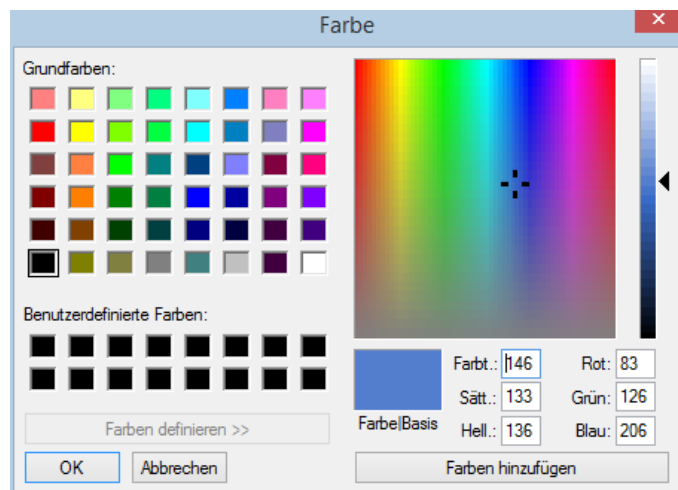 Farbe
Grundfarben:
Benutzerdefinierte Farben:
Farben definieren >>
OK Abbrechen
Farbe|Basis
Farbt.: 146 Rot: 83
Sätt.: 133 Grün: 126
Hell.: 136 Blau: 206
Farben hinzufügen